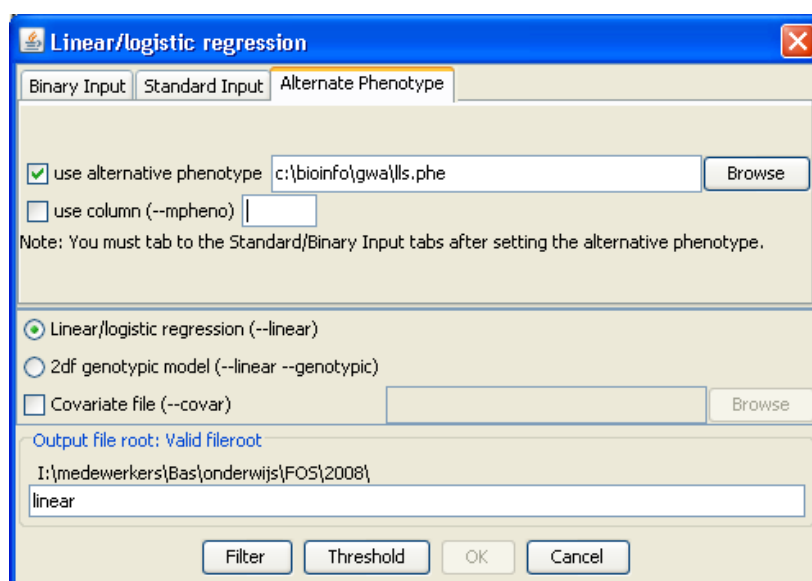 Linear/logistic regression
Binary Input Standard Input Alternate Phenotype
use alternative phenotype c:\bioinfo\gwa\lls.phe Browse
use column (--mpheno)
Note: You must tab to the Standard/Binary Input tabs after setting the alternative phenotype.
Linear/logistic regression (--linear)
2df genotypic model (--linear --genotypic)
Covariate file (--covar) Browse
Output file root: Valid fileroot
I:\medewerkers\Bas\onderwijs\FOS\2008\
linear
Filter Threshold OK Cancel